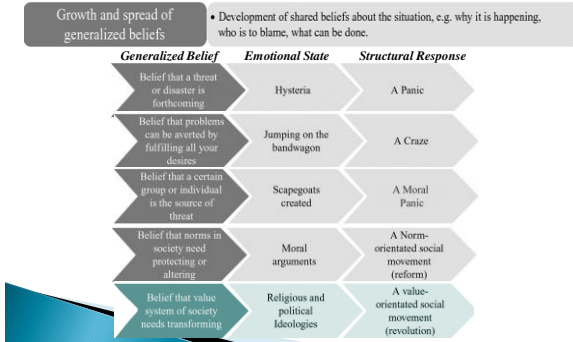 Growth and spread of
generalized beliefs
• Development of shared beliefs about the situation, e.g. why it is happening,
who is to blame, what can be done.
Generalized Belief Emotional State Structural Response
Belief that a threat
or disaster is
forthcoming
Hysteria
A Panic
Belief that problems
can be averted by
fulfilling all your
desires
Jumping on the
bandwagon
A Craze
Belief that a certain
group or individual
is the source of
threat
Scapegoats
created
A Moral
Panic
Belief that norms in
society need
protecting or
altering
Moral
arguments
A Norm-
orientated social
movement
(reform)
Belief that value
system of society
needs transforming
Religious and
political
Ideologies
A value-
orientated social
movement
(revolution)